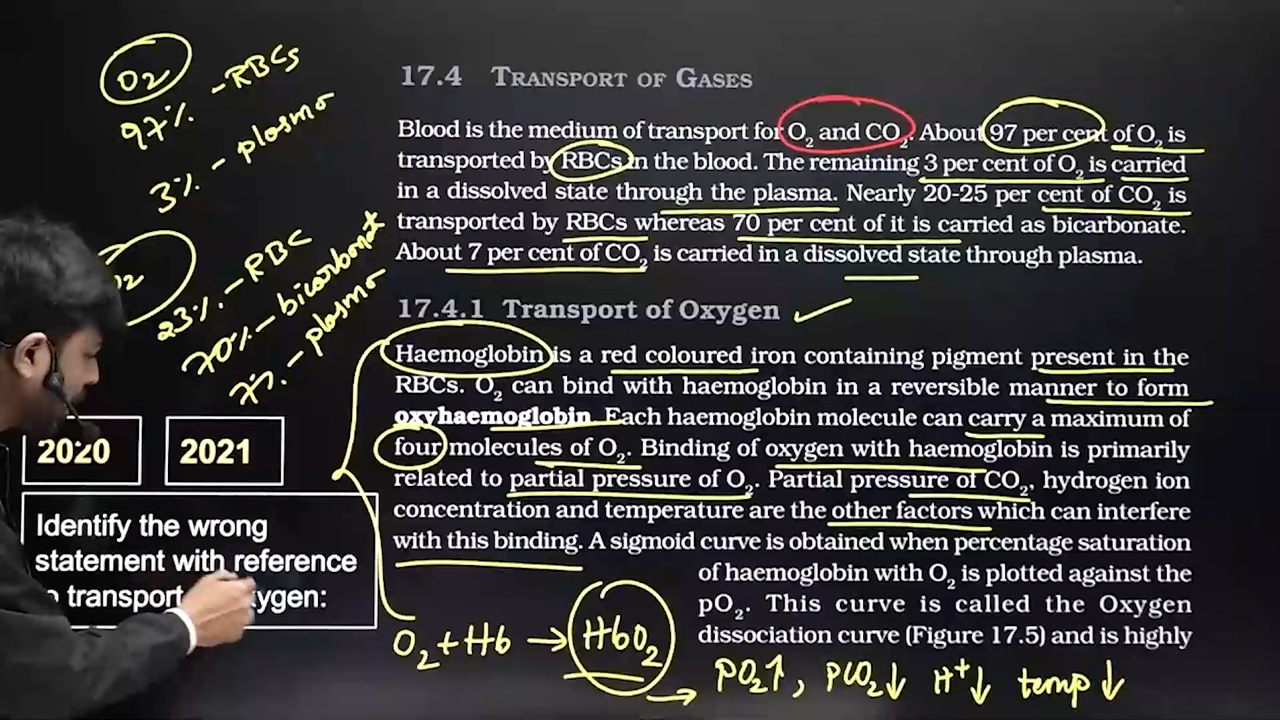 O2
97% - RBCs
3% - plasma
23% - RBC
70% - bicarbonat
7% - plasma
17.4 TRANSPORT OF GASES
Blood is the medium of transport for O2 and CO2. About 97 per cent of O2 is
transported by RBCs in the blood. The remaining 3 per cent of O2 is carried
in a dissolved state through the plasma. Nearly 20-25 per cent of CO2 is
transported by RBCs whereas 70 per cent of it is carried as bicarbonate.
About 7 per cent of CO2 is carried in a dissolved state through plasma.
17.4.1 Transport of Oxygen
Haemoglobin is a red coloured iron containing pigment present in the
RBCs. O2 can bind with haemoglobin in a reversible manner to form
oxyhaemoglobin. Each haemoglobin molecule can carry a maximum of
four molecules of O2. Binding of oxygen with haemoglobin is primarily
related to partial pressure of O2. Partial pressure of CO2, hydrogen ion
concentration and temperature are the other factors which can interfere
with this binding. A sigmoid curve is obtained when percentage saturation
of haemoglobin with O2 is plotted against the
pO2. This curve is called the Oxygen
dissociation curve (Figure 17.5) and is highly
O2 + Hb → HbO2
→ PO2↑, PCO2↓ H+↓ temp↓
2020 2021
Identify the wrong
statement with reference
transport